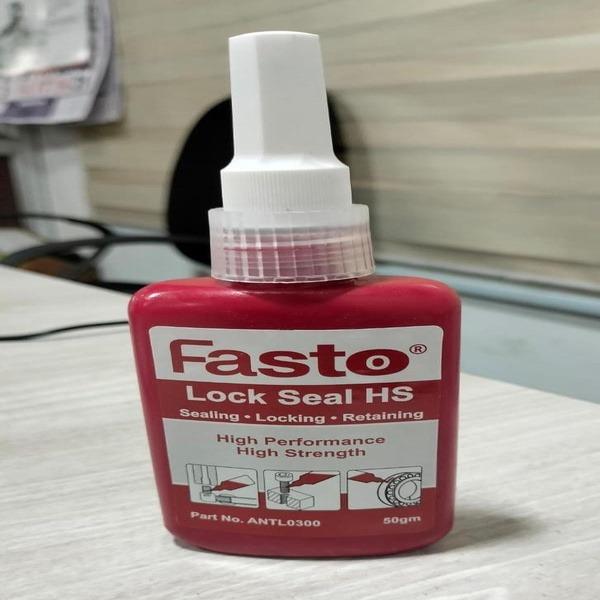 Fasto®
Lock Seal HS
Sealing • Locking • Retaining
High Performance
High Strength
Part No. ANTL0300 50gm